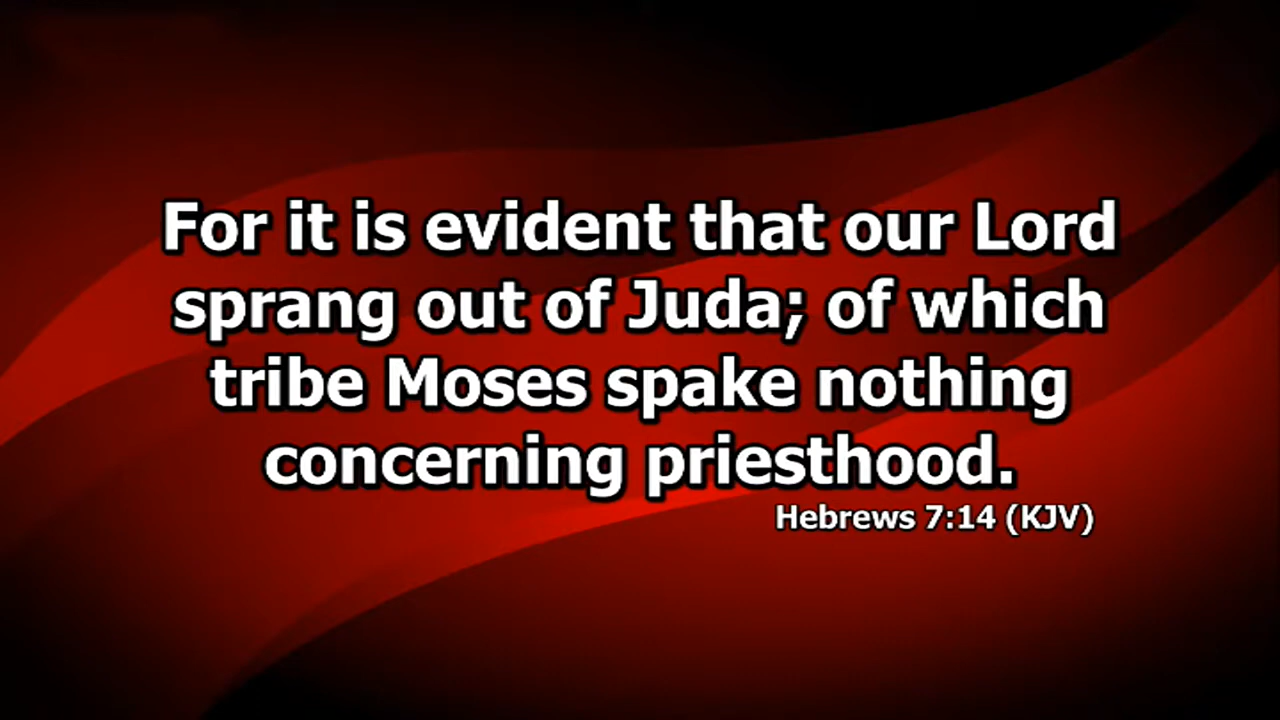 For it is evident that our Lord
sprang out of Juda; of which
tribe Moses spake nothing
concerning priesthood.
Hebrews 7:14 (KJV)